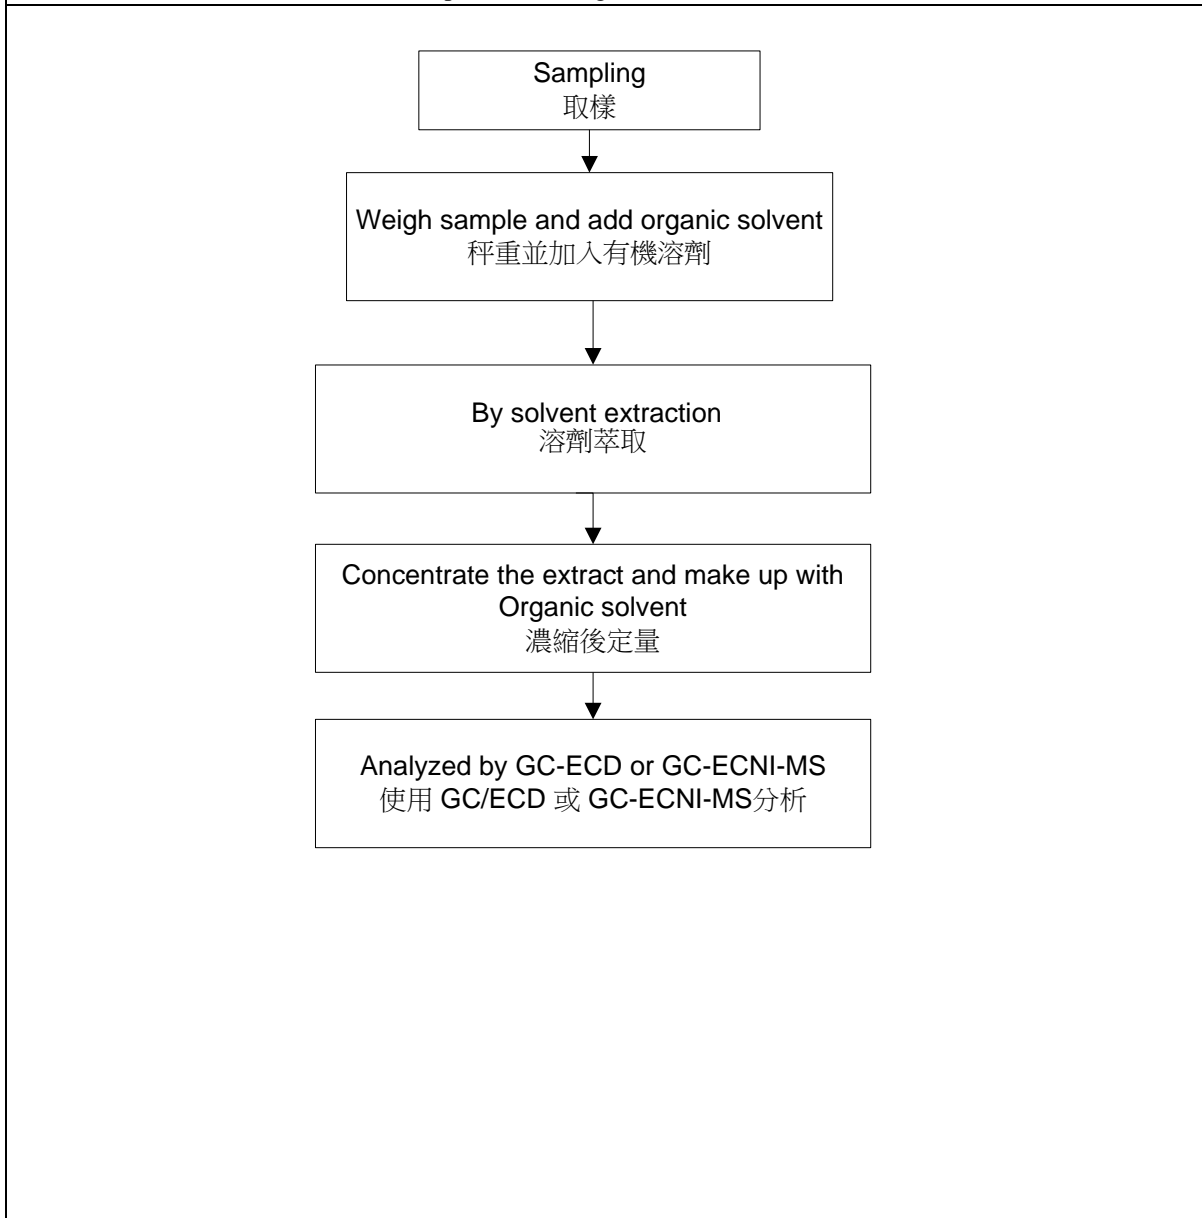 Sampling
取樣
Weigh sample and add organic solvent
秤重並加入有機溶劑
By solvent extraction
溶劑萃取
Concentrate the extract and make up with
Organic solvent
濃縮後定量
Analyzed by GC-ECD or GC-ECNI-MS
使用 GC/ECD 或 GC-ECNI-MS分析